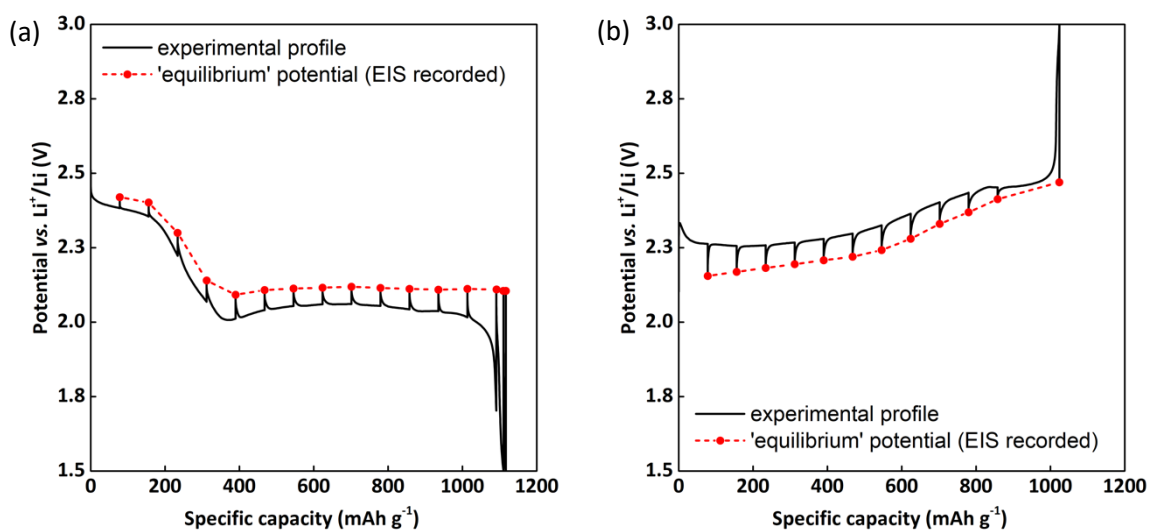 (a)
3.0
2.8
2.5
2.3
2.0
1.8
1.5
Potential vs. Li⁺/Li (V)
experimental profile
'equilibrium' potential (EIS recorded)
0 200 400 600 800 1000 1200
Specific capacity (mAh g⁻¹)
(b)
3.0
2.8
2.5
2.3
2.0
1.8
1.5
Potential vs. Li⁺/Li (V)
experimental profile
'equilibrium' potential (EIS recorded)
0 200 400 600 800 1000 1200
Specific capacity (mAh g⁻¹)